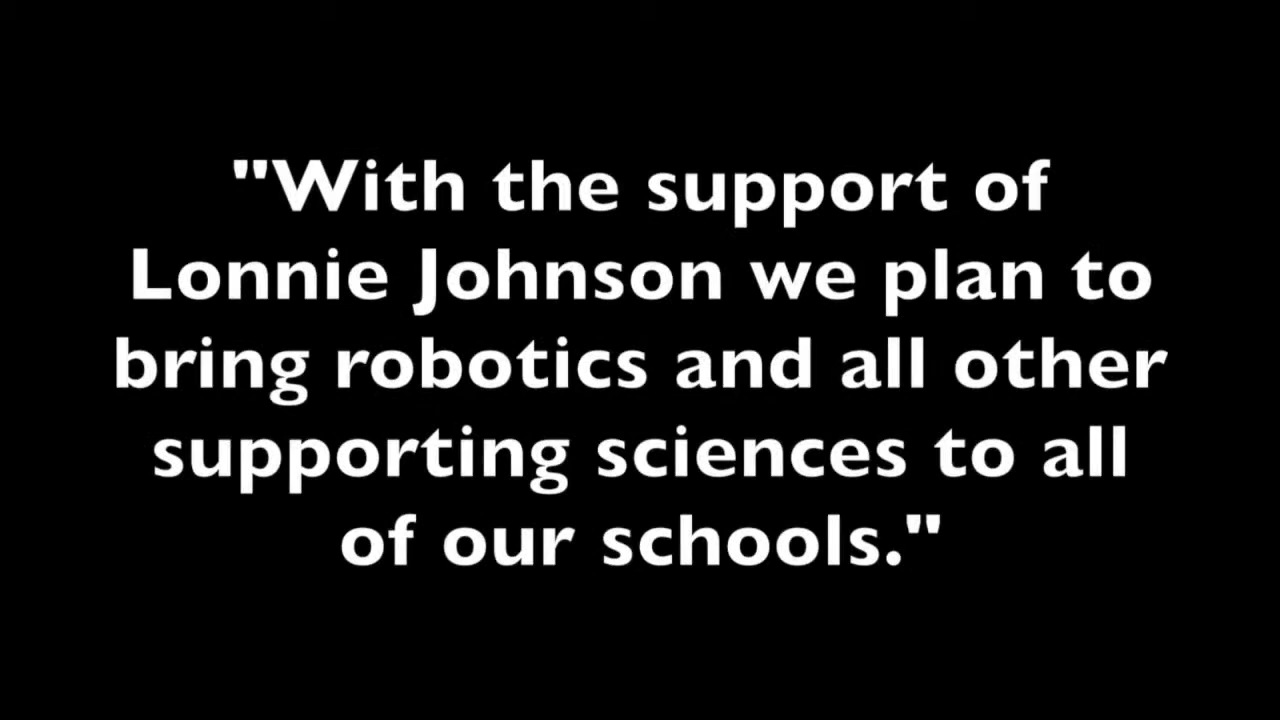 "With the support of
Lonnie Johnson we plan to
bring robotics and all other
supporting sciences to all
of our schools."